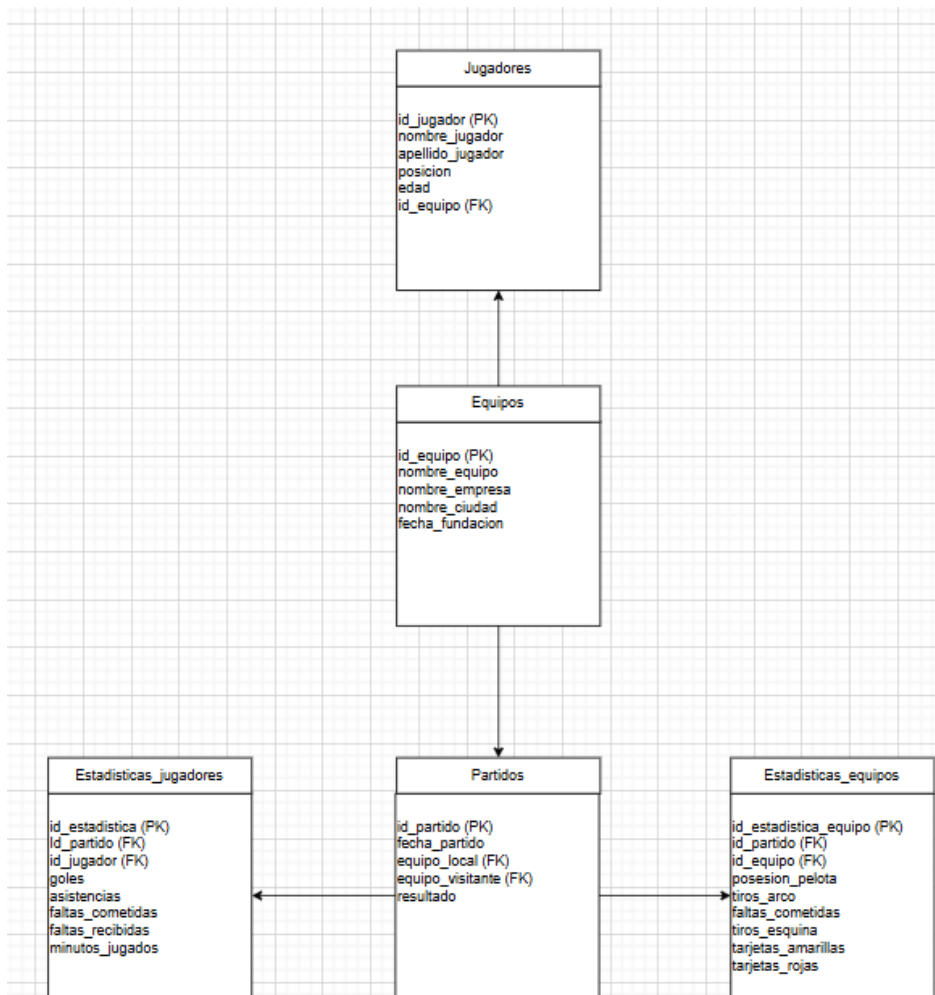 Jugadores
id_jugador (PK)
nombre_jugador
apellido_jugador
posicion
edad
id_equipo (FK)
Equipos
id_equipo (PK)
nombre_equipo
nombre_empresa
nombre_ciudad
fecha_fundacion
Estadisticas_jugadores
id_estadistica (PK)
Id_partido (FK)
id_jugador (FK)
goles
asistencias
faltas_cometidas
faltas_recibidas
minutos_jugados
Partidos
id_partido (PK)
fecha_partido
equipo_local (FK)
equipo_visitante (FK)
resultado
Estadisticas_equipos
id_estadistica_equipo (PK)
id_partido (FK)
id_equipo (FK)
posesion_pelota
tiros_arco
faltas_cometidas
tiros_esquina
tarjetas_amarillas
tarjetas_rojas